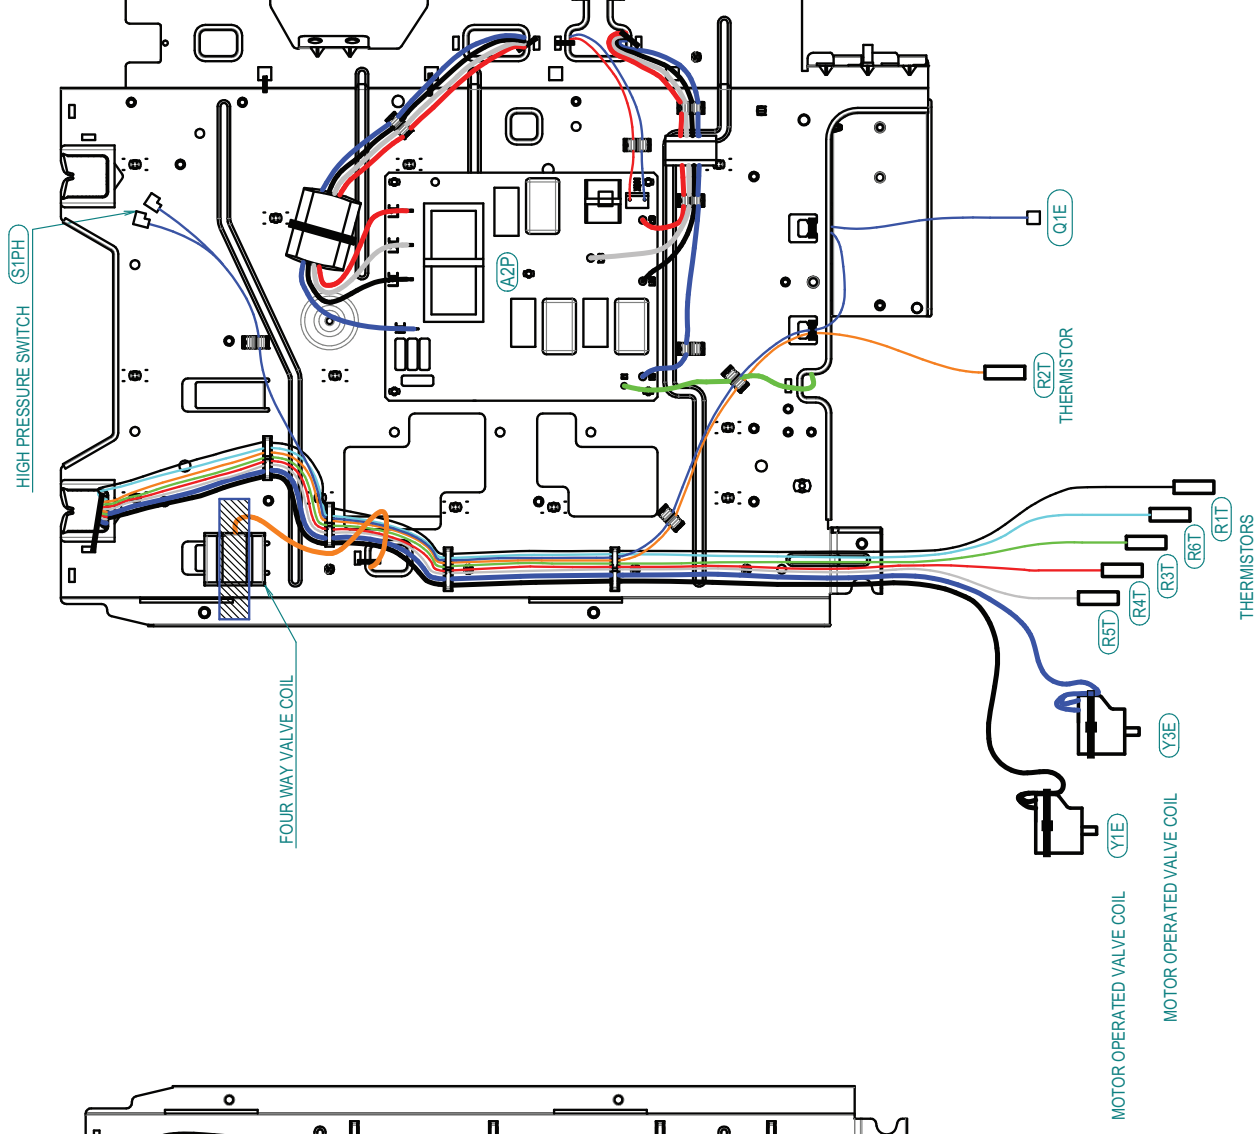 S1PH
HIGH PRESSURE SWITCH
A2P
Q1E
R2T
THERMISTOR
R1T
R6T
R3T
R4T
R5T
THERMISTORS
FOUR WAY VALVE COIL
Y3E
MOTOR OPERATED VALVE COIL
Y1E
MOTOR OPERATED VALVE COIL